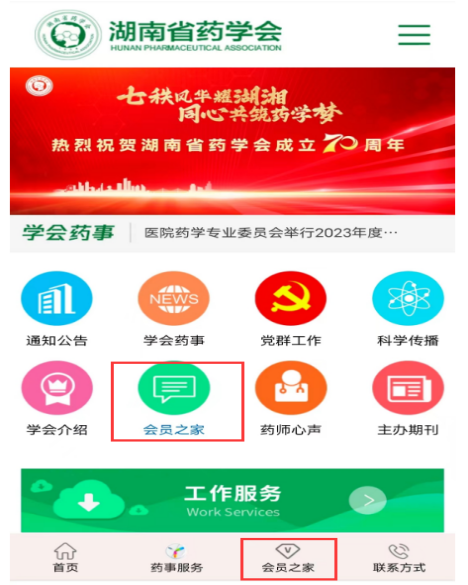 湖南省药学会
HUNAN PHARMACEUTICAL ASSOCIATION
七秩风华耀湖湘
同心共筑药学梦
热烈祝贺湖南省药学会成立70周年
学会药事 医院药学专业委员会举行2023年度…
NEWS
通知公告 学会药事 党群工作 科学传播
学会介绍 会员之家 药师心声 主办期刊
工作服务
Work Services
>
V
首页 药事服务 会员之家 联系方式